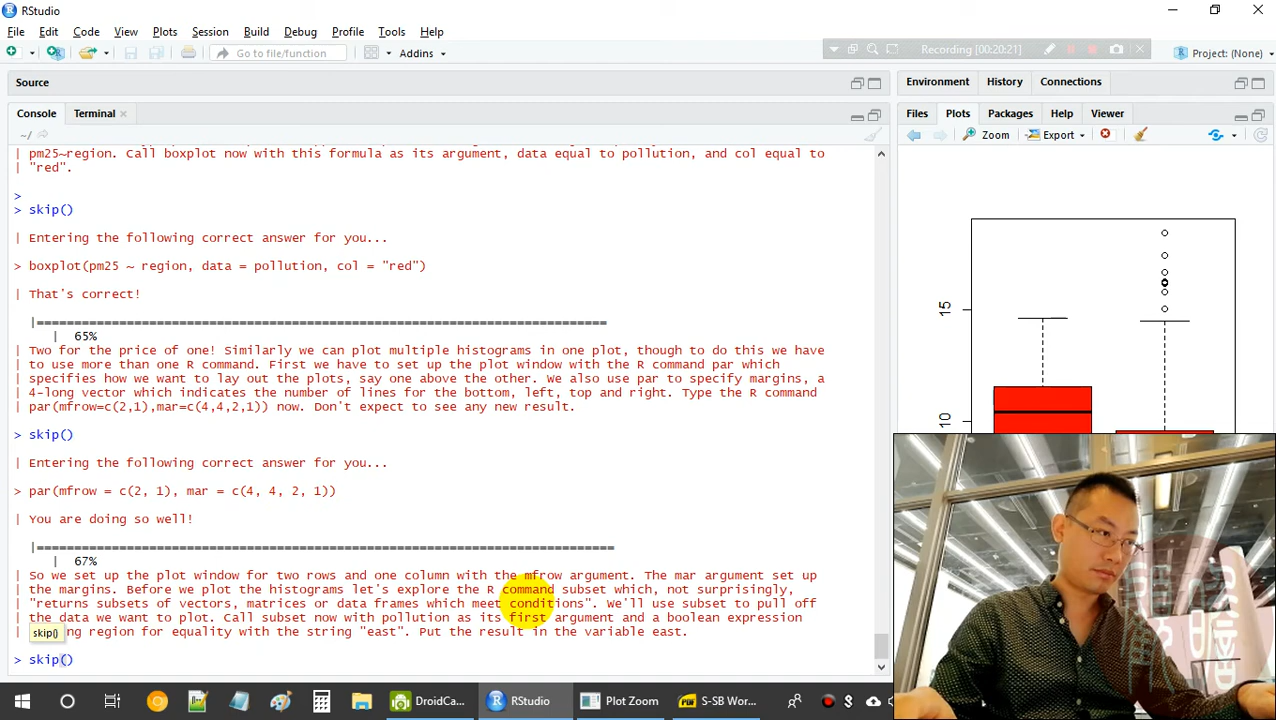 RStudio
File Edit Code View Plots Session Build Debug Profile Tools Help
Go to file/function
Addins
Recording [00:20:21]
Project: (None)
Source
Environment History Connections
Console Terminal
Files Plots Packages Help Viewer
~/
Zoom Export
| pm25~region. Call boxplot now with this formula as its argument, data equal to pollution, and col equal to
| "red".
>
> skip()
| Entering the following correct answer for you...
> boxplot(pm25 ~ region, data = pollution, col = "red")
| That's correct!
|===========================================================================
| 65%
| Two for the price of one! Similarly we can plot multiple histograms in one plot, though to do this we have
| to use more than one R command. First we have to set up the plot window with the R command par which
| specifies how we want to lay out the plots, say one above the other. We also use par to specify margins, a
| 4-long vector which indicates the number of lines for the bottom, left, top and right. Type the R command
| par(mfrow=c(2,1),mar=c(4,4,2,1)) now. Don't expect to see any new result.
> skip()
| Entering the following correct answer for you...
> par(mfrow = c(2, 1), mar = c(4, 4, 2, 1))
| You are doing so well!
|============================================================================
| 67%
| So we set up the plot window for two rows and one column with the mfrow argument. The mar argument set up
| the margins. Before we plot the histograms let's explore the R command subset which, not surprisingly,
| "returns subsets of vectors, matrices or data frames which meet conditions". We'll use subset to pull off
| the data we want to plot. Call subset now with pollution as its first argument and a boolean expression
skip() ng region for equality with the string "east". Put the result in the variable east.
> skip()
15
10
DroidCa... RStudio Plot Zoom S-SB Wor...